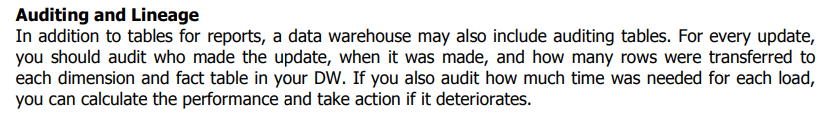 Auditing and Lineage
In addition to tables for reports, a data warehouse may also include auditing tables. For every update,
you should audit who made the update, when it was made, and how many rows were transferred to
each dimension and fact table in your DW. If you also audit how much time was needed for each load,
you can calculate the performance and take action if it deteriorates.